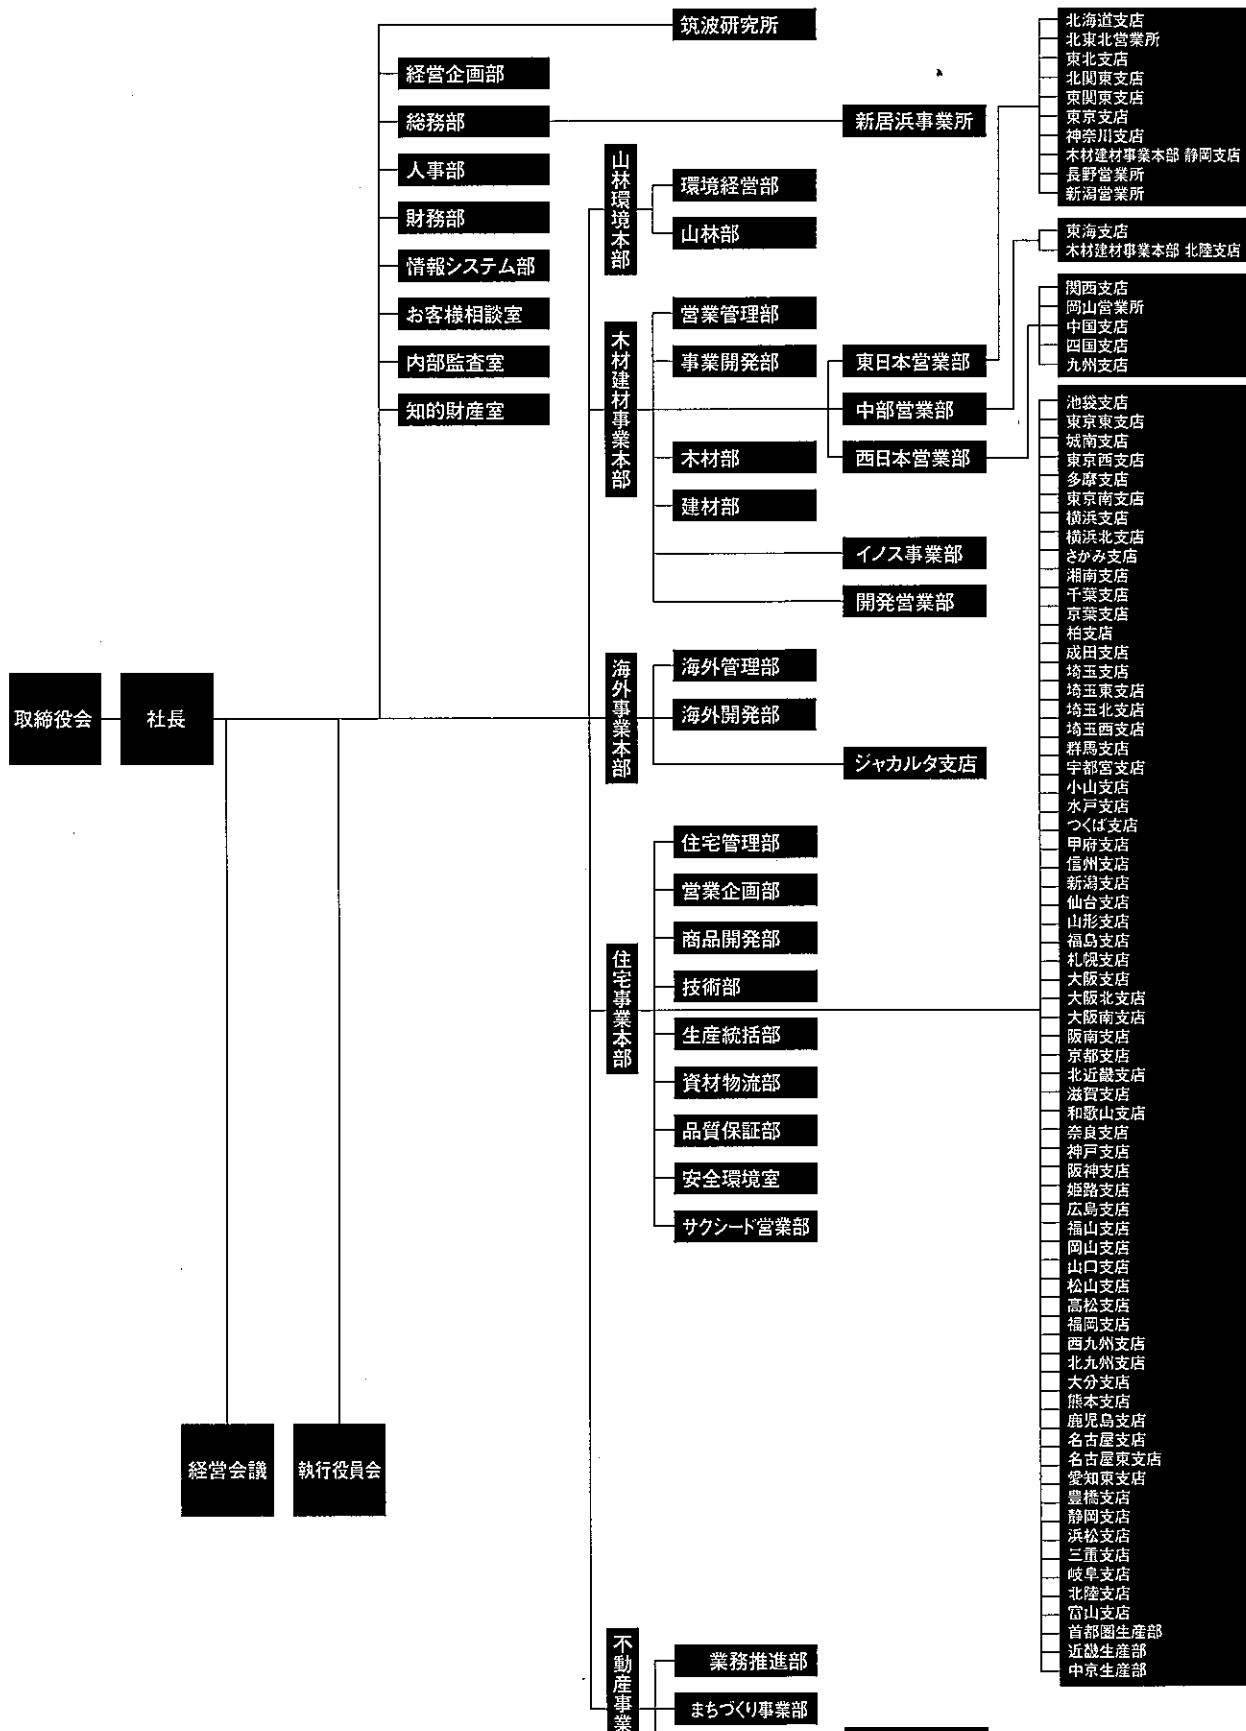 取締役会
社長
経営会議
執行役員会
筑波研究所
経営企画部
総務部
新居浜事業所
人事部
財務部
情報システム部
お客様相談室
内部監査室
知的財産室
山林環境本部
環境経営部
山林部
木材建材事業本部
営業管理部
事業開発部
木材部
建材部
東日本営業部
中部営業部
西日本営業部
イノス事業部
開発営業部
北海道支店
北東北営業所
東北支店
北関東支店
東関東支店
東京支店
神奈川支店
木材建材事業本部 静岡支店
長野営業所
新潟営業所
東海支店
木材建材事業本部 北陸支店
関西支店
岡山営業所
中国支店
四国支店
九州支店
海外事業本部
海外管理部
海外開発部
ジャカルタ支店
住宅事業本部
住宅管理部
営業企画部
商品開発部
技術部
生産統括部
資材物流部
品質保証部
安全環境室
サクシード営業部
池袋支店
東京東支店
城南支店
東京西支店
多摩支店
東京南支店
横浜支店
横浜北支店
さがみ支店
湘南支店
千葉支店
京葉支店
柏支店
成田支店
埼玉支店
埼玉東支店
埼玉北支店
埼玉西支店
群馬支店
宇都宮支店
小山支店
水戸支店
つくば支店
甲府支店
信州支店
新潟支店
仙台支店
山形支店
福島支店
札幌支店
大阪支店
大阪北支店
大阪南支店
阪南支店
京都支店
北近畿支店
滋賀支店
和歌山支店
奈良支店
神戸支店
阪神支店
姫路支店
広島支店
福山支店
岡山支店
山口支店
松山支店
高松支店
福岡支店
西九州支店
北九州支店
大分支店
熊本支店
鹿児島支店
名古屋支店
名古屋東支店
愛知東支店
豊橋支店
静岡支店
浜松支店
三重支店
岐阜支店
北陸支店
富山支店
首都圏生産部
近畿生産部
中京生産部
不動産事業
業務推進部
まちづくり事業部